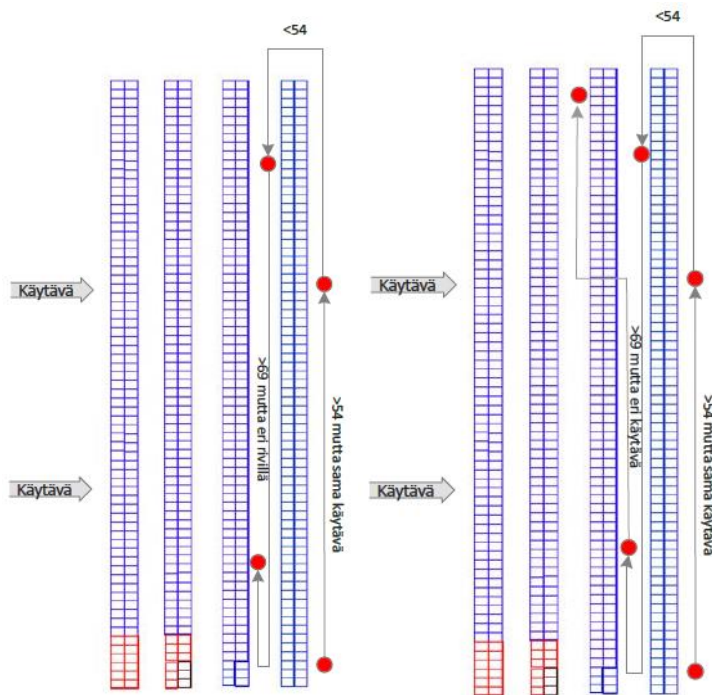 <54
Käytävä
Käytävä
>69 mutta eri rivillä
>54 mutta sama käytävä
<54
Käytävä
Käytävä
>69 mutta eri käytävä
>54 mutta sama käytävä